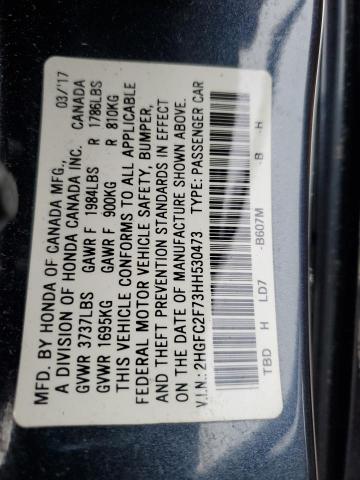 MFD. BY HONDA OF CANADA MFG., 03/'17
A DIVISION OF HONDA CANADA INC. CANADA
GVWR 3737LBS GAWR F 1984LBS R 1786LBS
GVWR 1695KG GAWR F 900KG R 810KG
THIS VEHICLE CONFORMS TO ALL APPLICABLE
FEDERAL MOTOR VEHICLE SAFETY, BUMPER,
AND THEFT PREVENTION STANDARDS IN EFFECT
ON THE DATE OF MANUFACTURE SHOWN ABOVE.
V.I.N.: 2HGFC2F73HH530473 TYPE: PASSENGER CAR
-B607M
TBD H LD7 -B -H